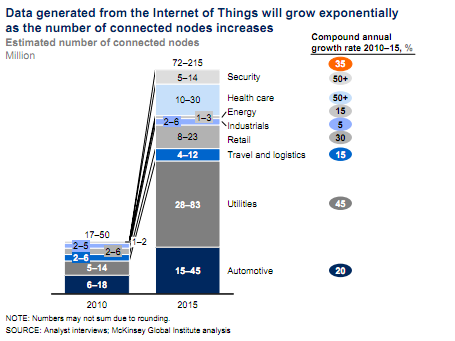 Data generated from the Internet of Things will grow exponentially
as the number of connected nodes increases
Estimated number of connected nodes
Million
Compound annual
growth rate 2010–15, %
72–215
35
5–14
Security
50+
10–30
Health care
50+
1–3
Energy
15
2–6
Industrials
5
8–23
Retail
30
4–12
Travel and logistics
15
28–83
Utilities
45
15–45
Automotive
20
17–50
2–5
1–2
2–6
2–6
5–14
6–18
2010
2015
NOTE: Numbers may not sum due to rounding.
SOURCE: Analyst interviews; McKinsey Global Institute analysis